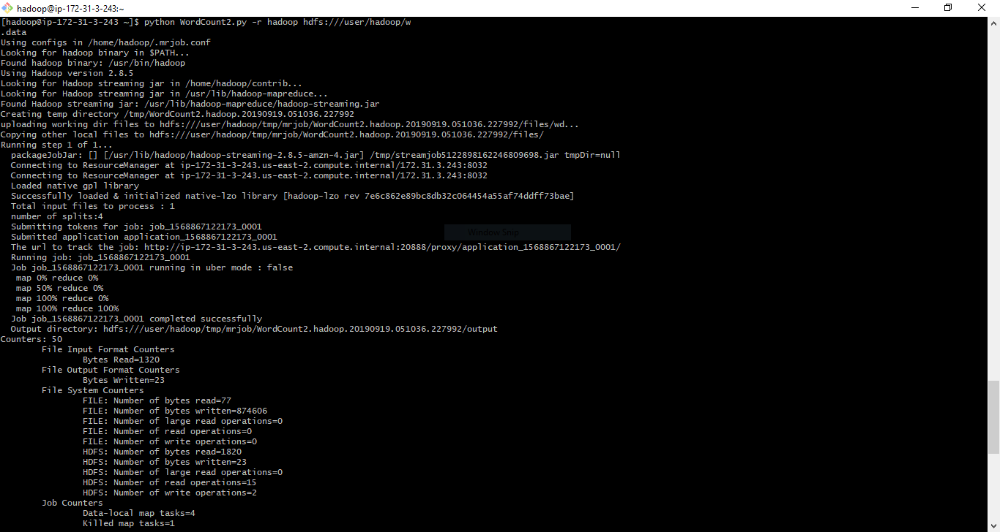 hadoop@ip-172-31-3-243:~
[hadoop@ip-172-31-3-243 ~]$ python WordCount2.py -r hadoop hdfs:///user/hadoop/w
.data
Using configs in /home/hadoop/.mrjob.conf
Looking for hadoop binary in $PATH...
Found hadoop binary: /usr/bin/hadoop
Using Hadoop version 2.8.5
Looking for Hadoop streaming jar in /home/hadoop/contrib...
Looking for Hadoop streaming jar in /usr/lib/hadoop-mapreduce...
Found Hadoop streaming jar: /usr/lib/hadoop-mapreduce/hadoop-streaming.jar
Creating temp directory /tmp/WordCount2.hadoop.20190919.051036.227992
uploading working dir files to hdfs:///user/hadoop/tmp/mrjob/WordCount2.hadoop.20190919.051036.227992/files/wd...
Copying other local files to hdfs:///user/hadoop/tmp/mrjob/WordCount2.hadoop.20190919.051036.227992/files/
Running step 1 of 1...
  packageJobJar: [] [/usr/lib/hadoop/hadoop-streaming-2.8.5-amzn-4.jar] /tmp/streamjob5122898162246809698.jar tmpDir=null
  Connecting to ResourceManager at ip-172-31-3-243.us-east-2.compute.internal/172.31.3.243:8032
  Connecting to ResourceManager at ip-172-31-3-243.us-east-2.compute.internal/172.31.3.243:8032
  Loaded native gpl library
  Successfully loaded & initialized native-lzo library [hadoop-lzo rev 7e6c862e89bc8db32c064454a55af74ddff73bae]
  Total input files to process : 1
  number of splits:4
  Submitting tokens for job: job_1568867122173_0001
  Submitted application application_1568867122173_0001
Window Snip
  The url to track the job: http://ip-172-31-3-243.us-east-2.compute.internal:20888/proxy/application_1568867122173_0001/
  Running job: job_1568867122173_0001
  Job job_1568867122173_0001 running in uber mode : false
   map 0% reduce 0%
   map 50% reduce 0%
   map 100% reduce 0%
   map 100% reduce 100%
  Job job_1568867122173_0001 completed successfully
  Output directory: hdfs:///user/hadoop/tmp/mrjob/WordCount2.hadoop.20190919.051036.227992/output
Counters: 50
        File Input Format Counters
                Bytes Read=1320
        File Output Format Counters
                Bytes Written=23
        File System Counters
                FILE: Number of bytes read=77
                FILE: Number of bytes written=874606
                FILE: Number of large read operations=0
                FILE: Number of read operations=0
                FILE: Number of write operations=0
                HDFS: Number of bytes read=1820
                HDFS: Number of bytes written=23
                HDFS: Number of large read operations=0
                HDFS: Number of read operations=15
                HDFS: Number of write operations=2
        Job Counters
                Data-local map tasks=4
                Killed map tasks=1